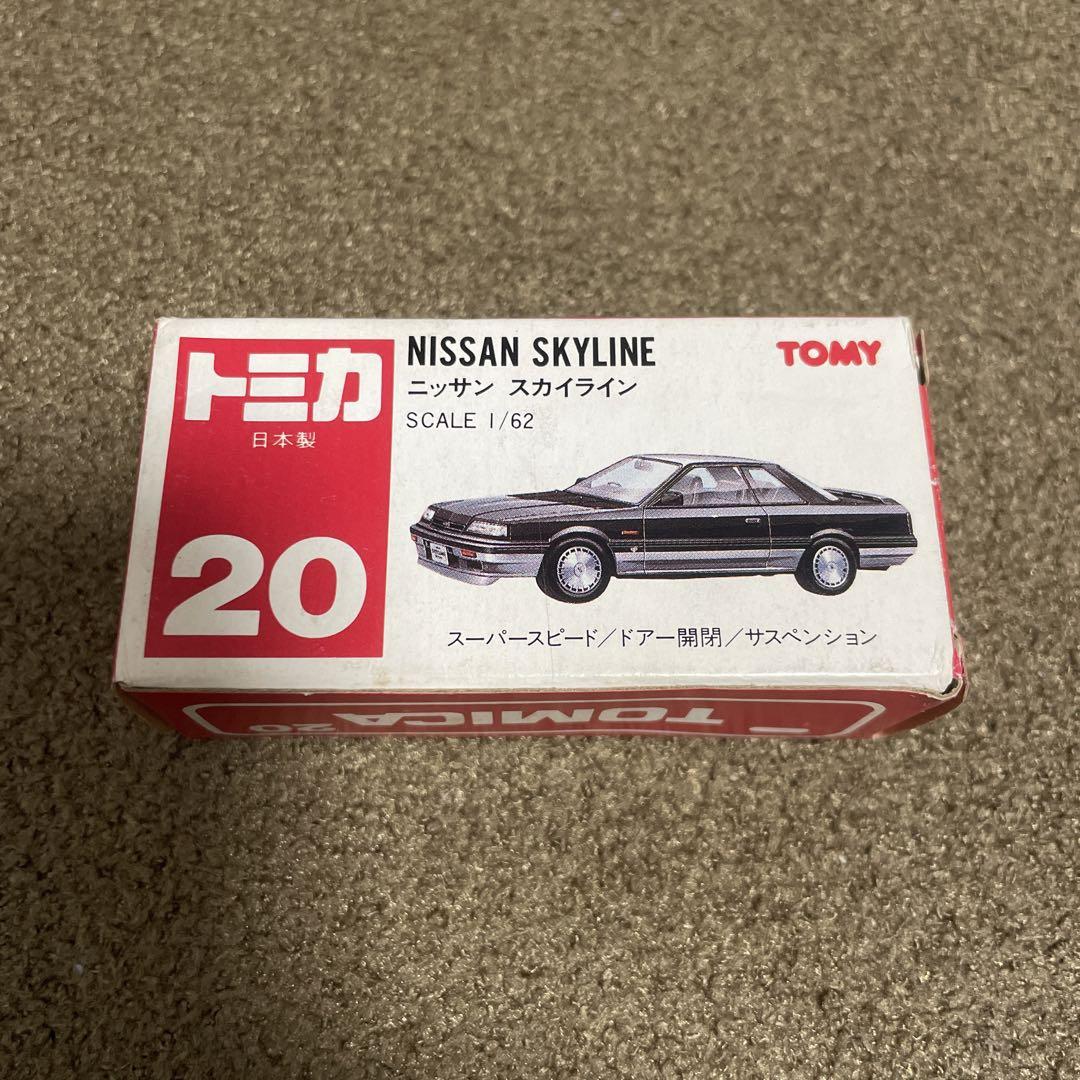 トミカ
日本製
20
NISSAN SKYLINE
ニッサン スカイライン
SCALE 1/62
TOMY
スーパースピード/ドアー開閉/サスペンション
TOMICA 20